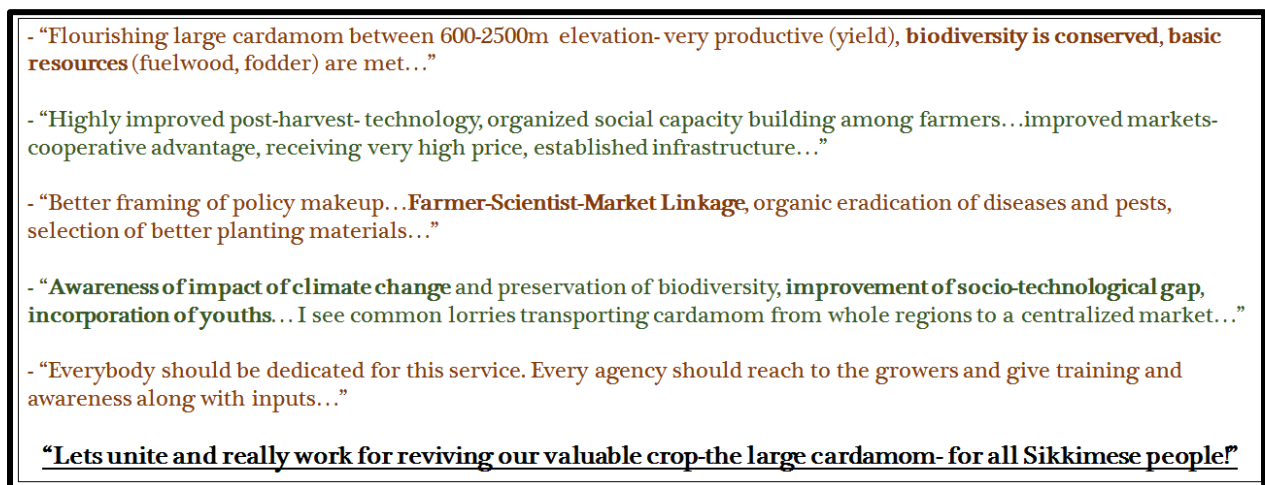 - “Flourishing large cardamom between 600-2500m elevation- very productive (yield), biodiversity is conserved, basic
resources (fuelwood, fodder) are met…”
- “Highly improved post-harvest- technology, organized social capacity building among farmers…improved markets-
cooperative advantage, receiving very high price, established infrastructure…”
- “Better framing of policy makeup…Farmer-Scientist-Market Linkage, organic eradication of diseases and pests,
selection of better planting materials…”
- “Awareness of impact of climate change and preservation of biodiversity, improvement of socio-technological gap,
incorporation of youths… I see common lorries transporting cardamom from whole regions to a centralized market…”
- “Everybody should be dedicated for this service. Every agency should reach to the growers and give training and
awareness along with inputs…”
“Lets unite and really work for reviving our valuable crop-the large cardamom- for all Sikkimese people!”